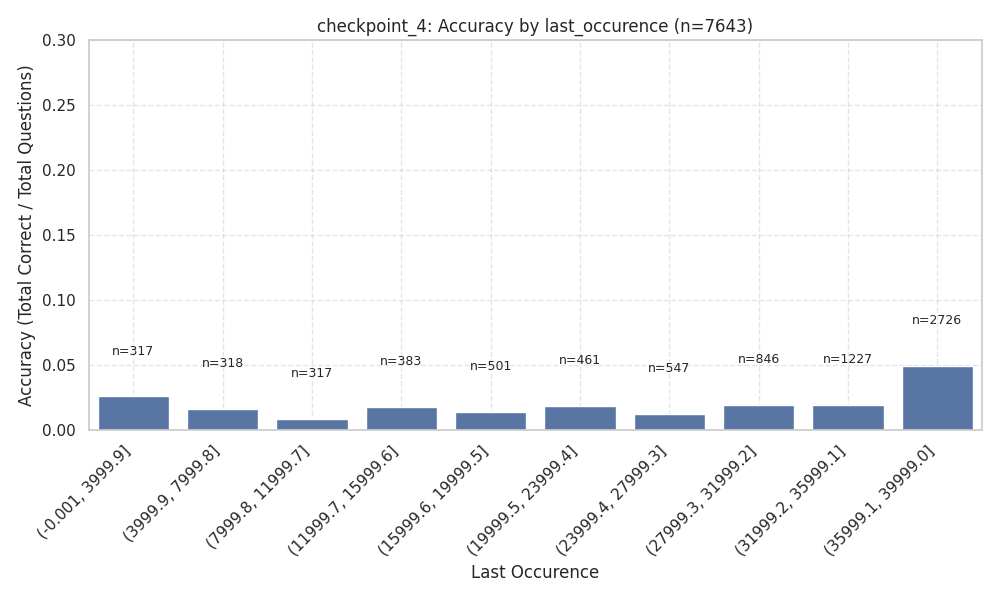 checkpoint_4: Accuracy by last_occurence (n=7643)
Accuracy (Total Correct / Total Questions)
0.30
0.25
0.20
0.15
0.10
0.05
0.00
n=317
n=318
n=317
n=383
n=501
n=461
n=547
n=846
n=1227
n=2726
(-0.001, 3999.9]
(3999.9, 7999.8]
(7999.8, 11999.7]
(11999.7, 15999.6]
(15999.6, 19999.5]
(19999.5, 23999.4]
(23999.4, 27999.3]
(27999.3, 31999.2]
(31999.2, 35999.1]
(35999.1, 39999.0]
Last Occurence